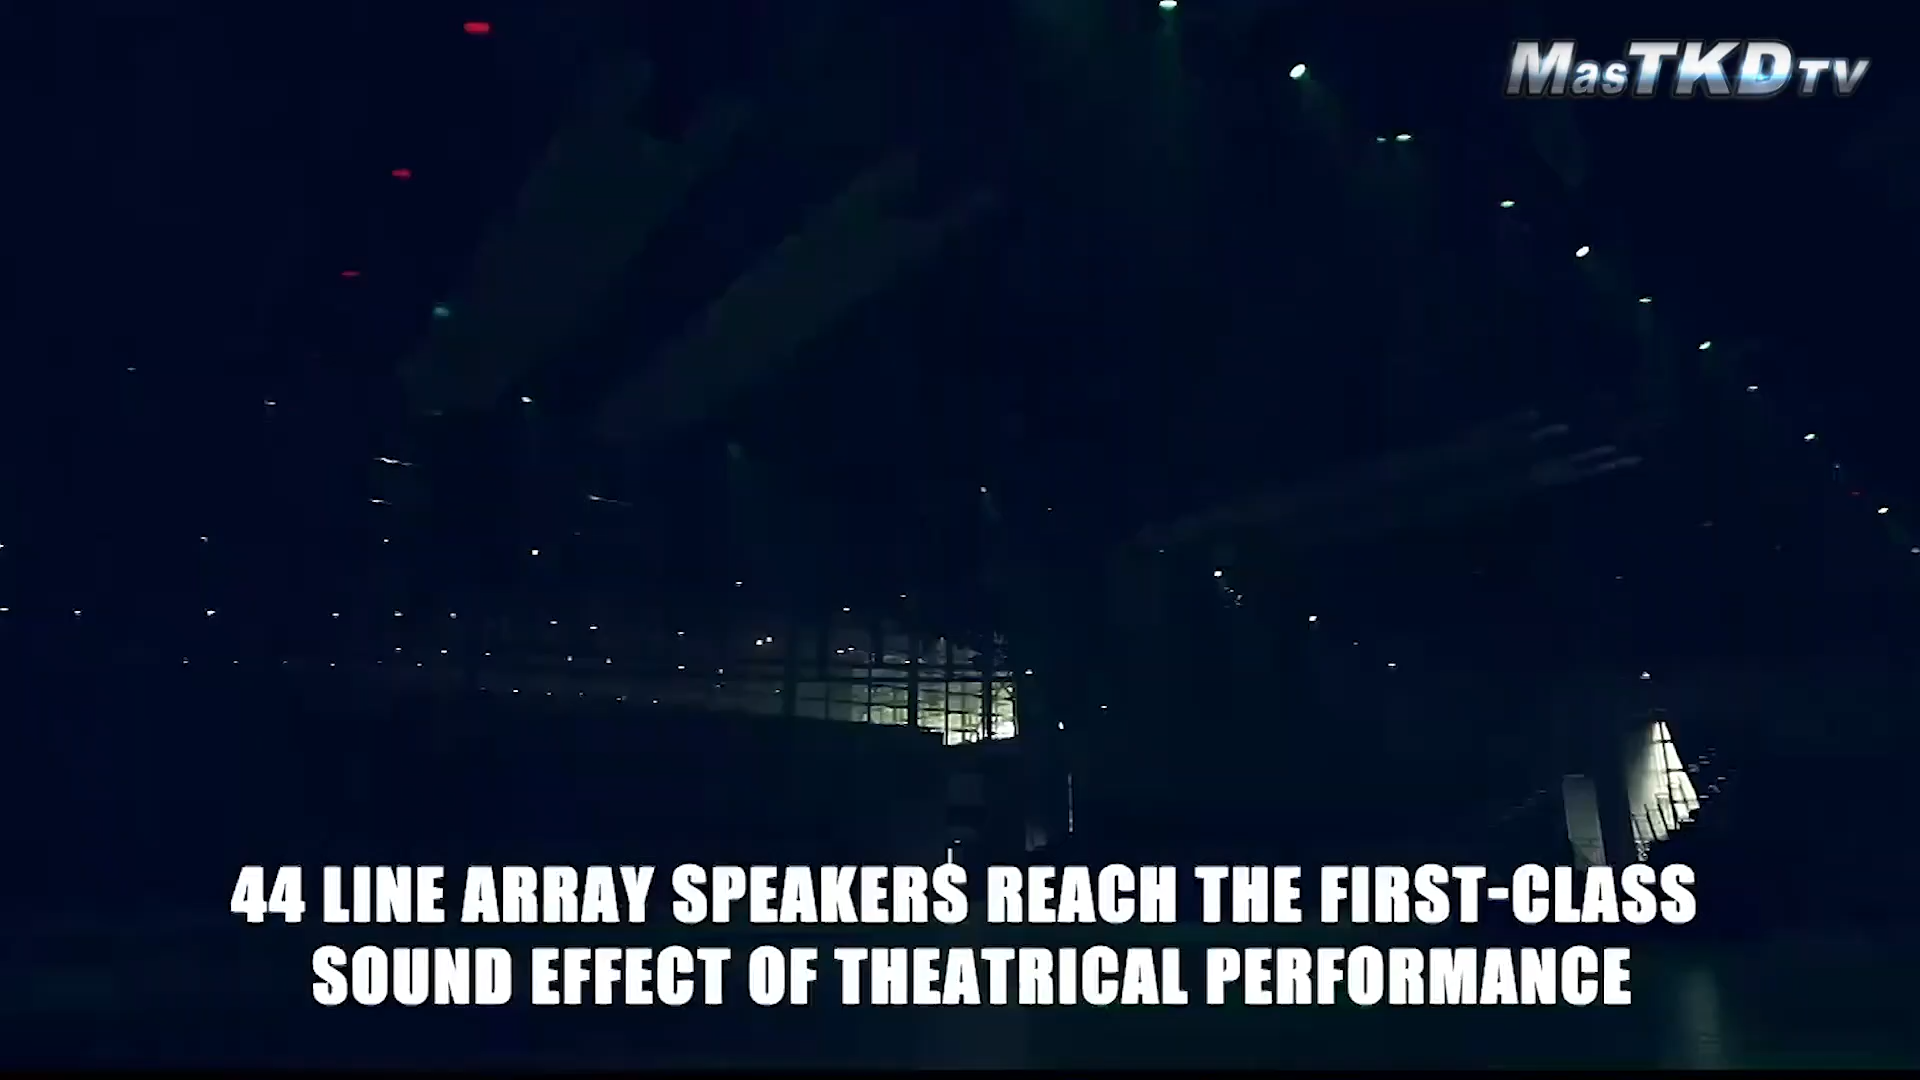 MasTKDTV
44 LINE ARRAY SPEAKERS REACH THE FIRST-CLASS
SOUND EFFECT OF THEATRICAL PERFORMANCE